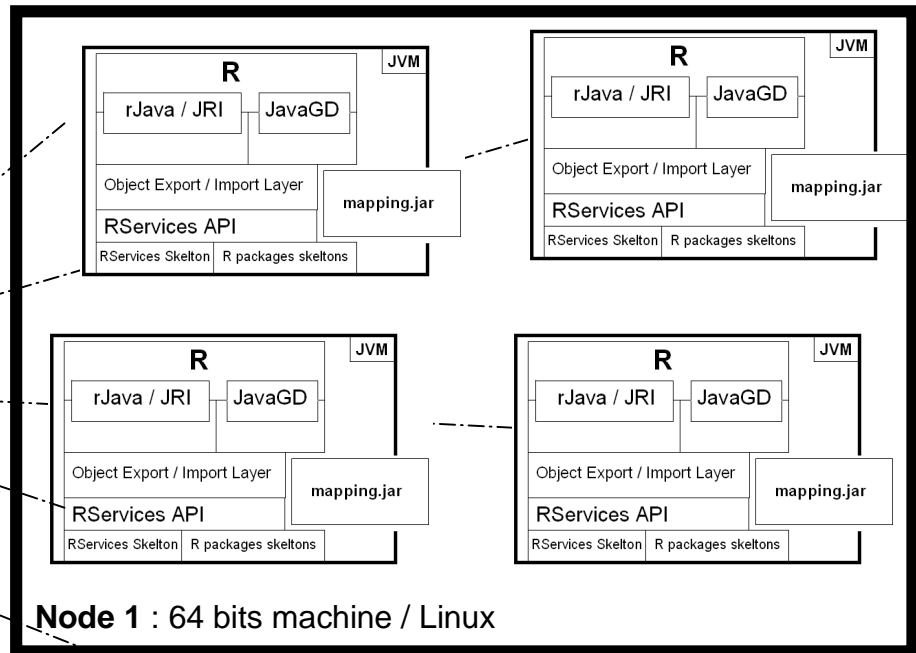 JVM
R
rJava / JRI JavaGD
Object Export / Import Layer
mapping.jar
RServices API
RServices Skelton R packages skeltons
JVM
R
rJava / JRI JavaGD
Object Export / Import Layer
mapping.jar
RServices API
RServices Skelton R packages skeltons
JVM
R
rJava / JRI JavaGD
Object Export / Import Layer
mapping.jar
RServices API
RServices Skelton R packages skeltons
JVM
R
rJava / JRI JavaGD
Object Export / Import Layer
mapping.jar
RServices API
RServices Skelton R packages skeltons
Node 1 : 64 bits machine / Linux